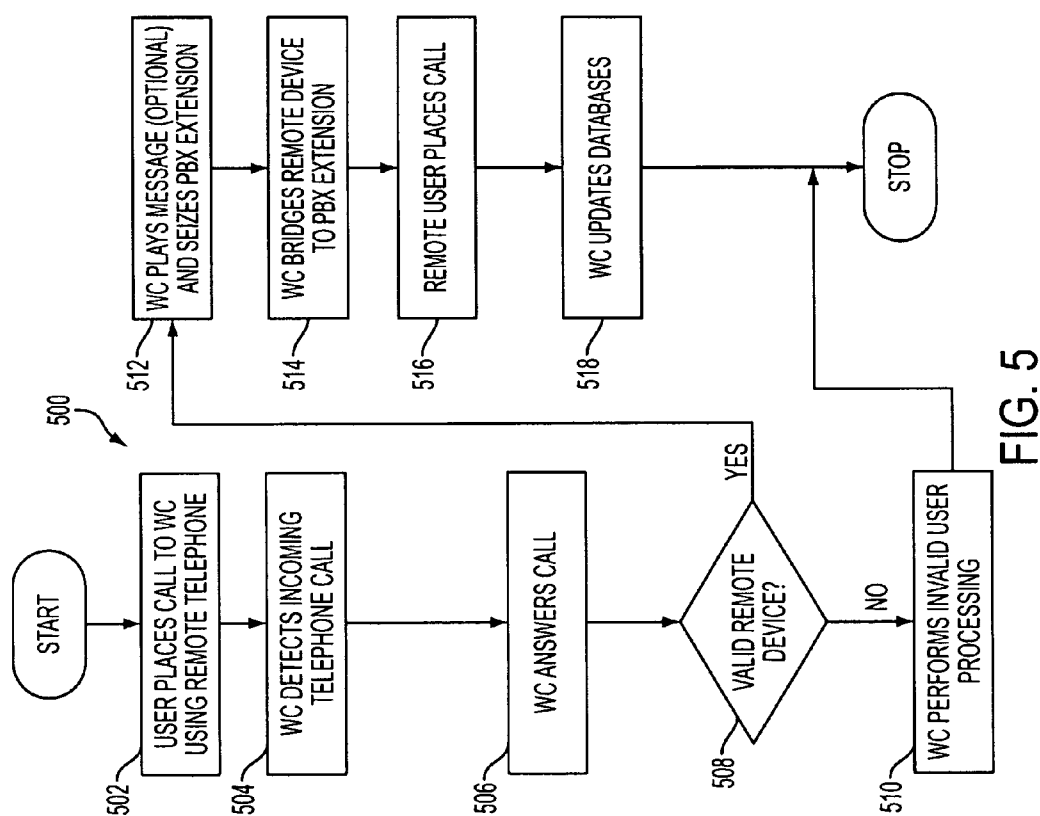 500
START
502
USER PLACES CALL TO WC
USING REMOTE TELEPHONE
504
WC DETECTS INCOMING
TELEPHONE CALL
506
WC ANSWERS CALL
508
VALID REMOTE
DEVICE?
YES
NO
510
WC PERFORMS INVALID USER
PROCESSING
512
WC PLAYS MESSAGE (OPTIONAL)
AND SEIZES PBX EXTENSION
514
WC BRIDGES REMOTE DEVICE
TO PBX EXTENSION
516
REMOTE USER PLACES CALL
518
WC UPDATES DATABASES
STOP
FIG. 5